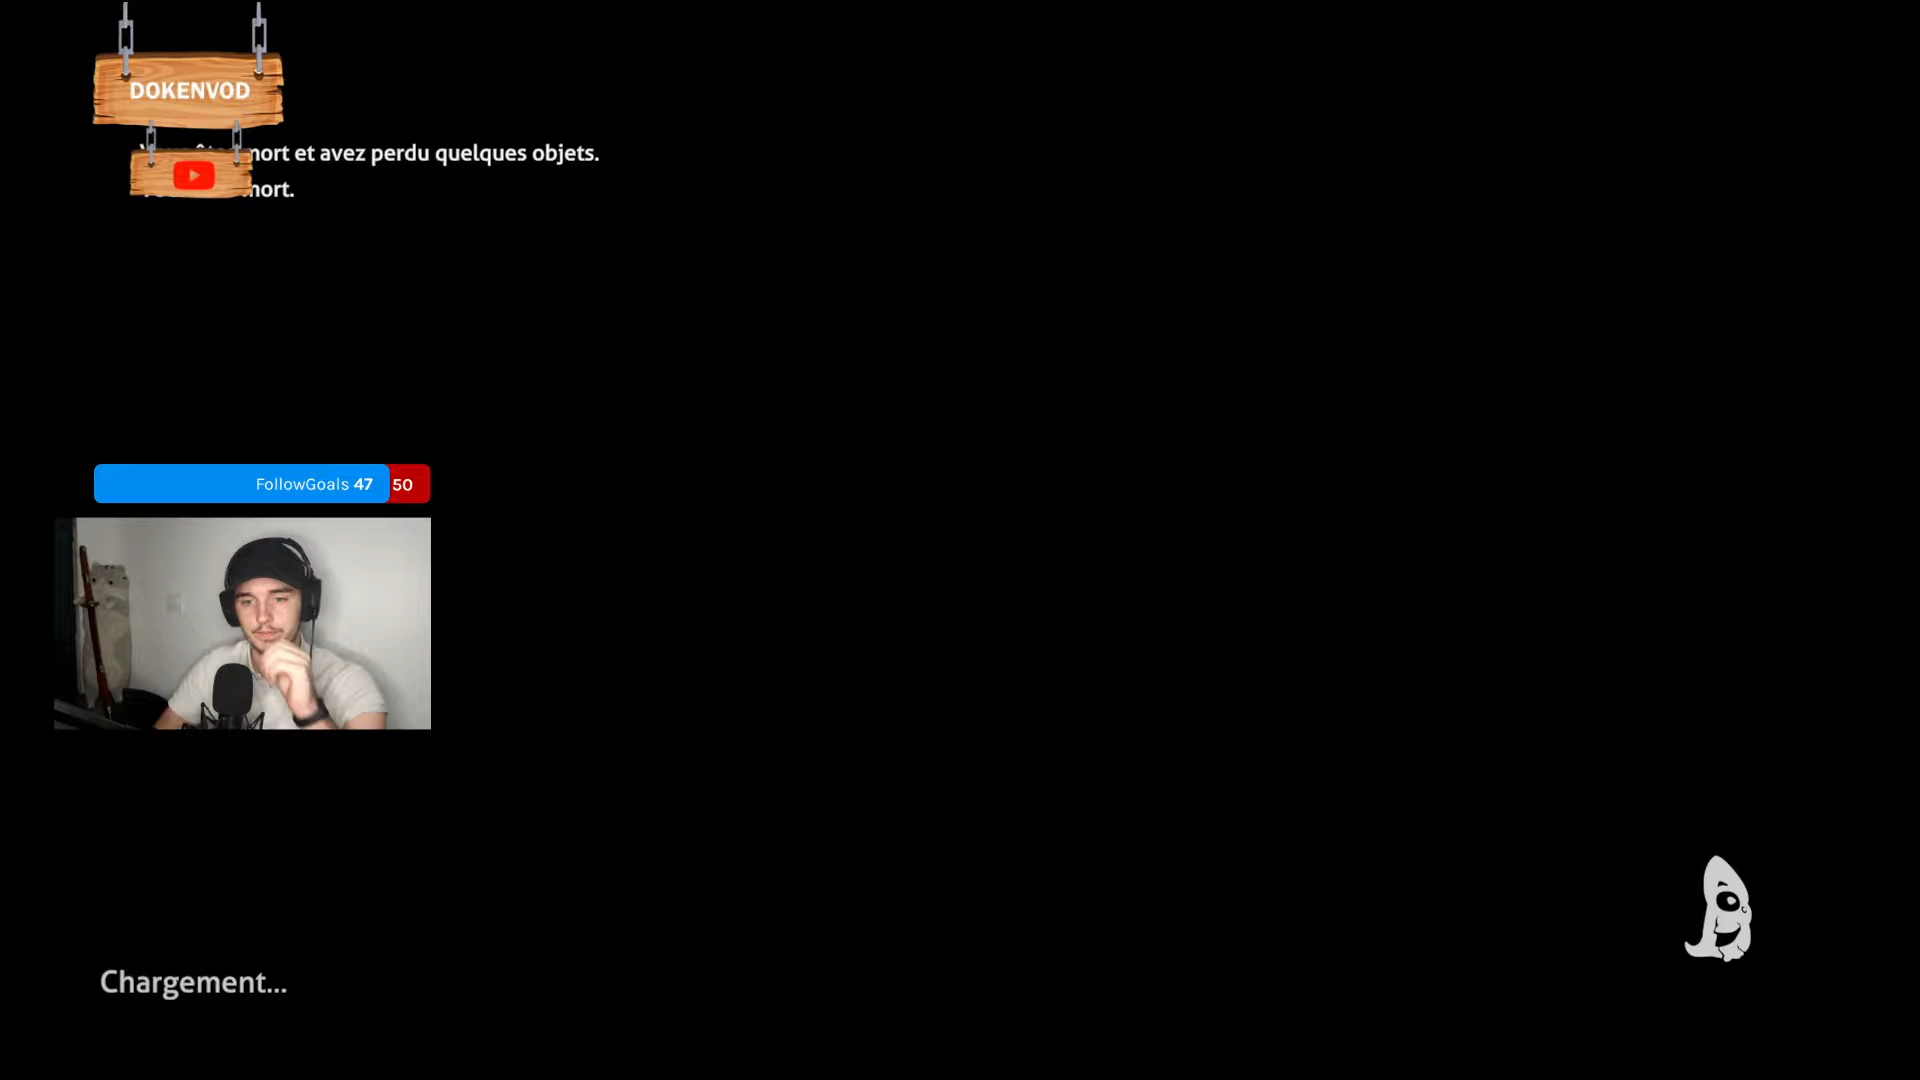 DOKENVOD
mort et avez perdu quelques objets.
mort.
FollowGoals 47 50
Chargement...